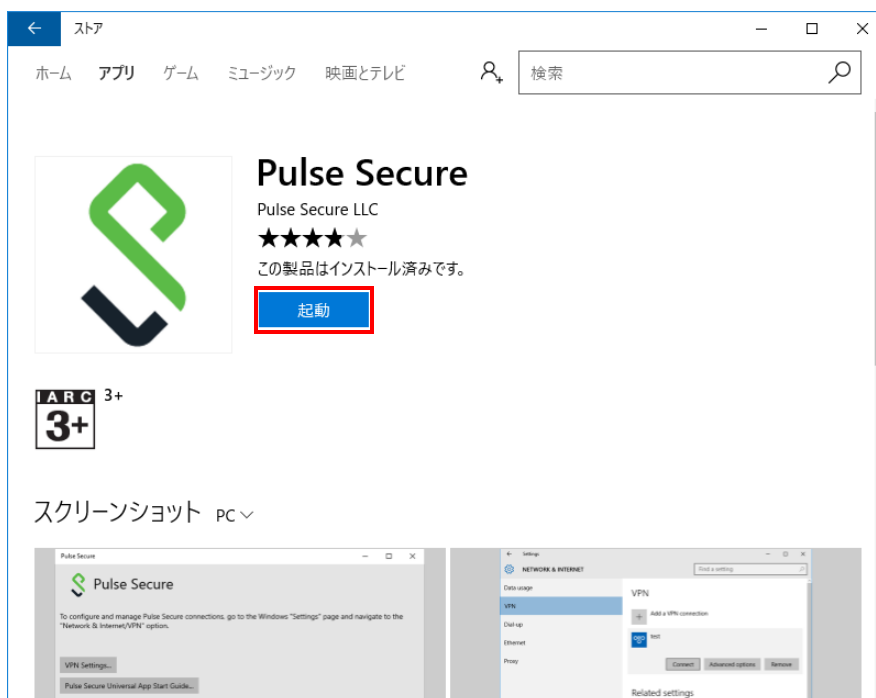 ストア
ホーム アプリ ゲーム ミュージック 映画とテレビ 検索
Pulse Secure
Pulse Secure LLC
この製品はインストール済みです。
起動
IARC
3+
3+
スクリーンショット PC
Pulse Secure
Pulse Secure
To configure and manage Pulse Secure connections. go to the Windows "Settings" page and navigate to the
"Network & Internet/VPN" option.
VPN Settings...
Pulse Secure Universal App Start Guide...
Settings
NETWORK & INTERNET
Find a setting
Data usage
VPN
Dial-up
Ethernet
Proxy
VPN
Add a VPN connection
test
Connect Advanced options Remove
Related settings